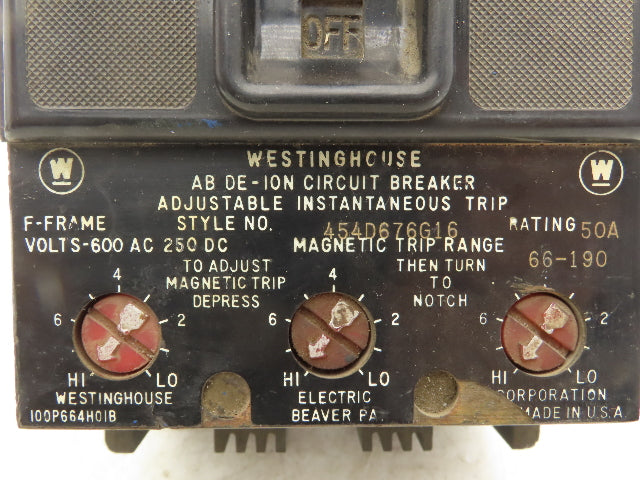 OFF
W WESTINGHOUSE W
AB DE-ION CIRCUIT BREAKER
ADJUSTABLE INSTANTANEOUS TRIP
F-FRAME STYLE NO. 454D676G16 RATING 50A
VOLTS-600 AC 250 DC MAGNETIC TRIP RANGE 66-190
TO ADJUST THEN TURN
MAGNETIC TRIP TO
DEPRESS NOTCH
4 4 4
6 2 6 2 6 2
HI LO HI LO HI LO
WESTINGHOUSE ELECTRIC CORPORATION
100P664H01B BEAVER PA. MADE IN U.S.A.